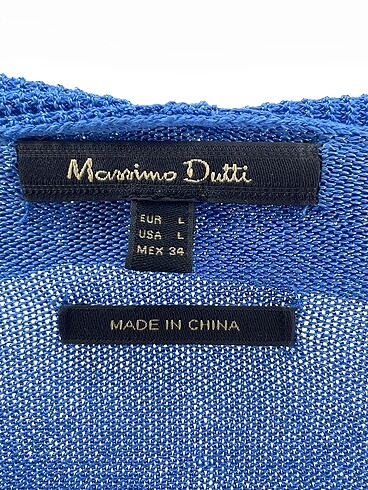 Massimo Dutti
EUR L
USA L
MEX 34
MADE IN CHINA